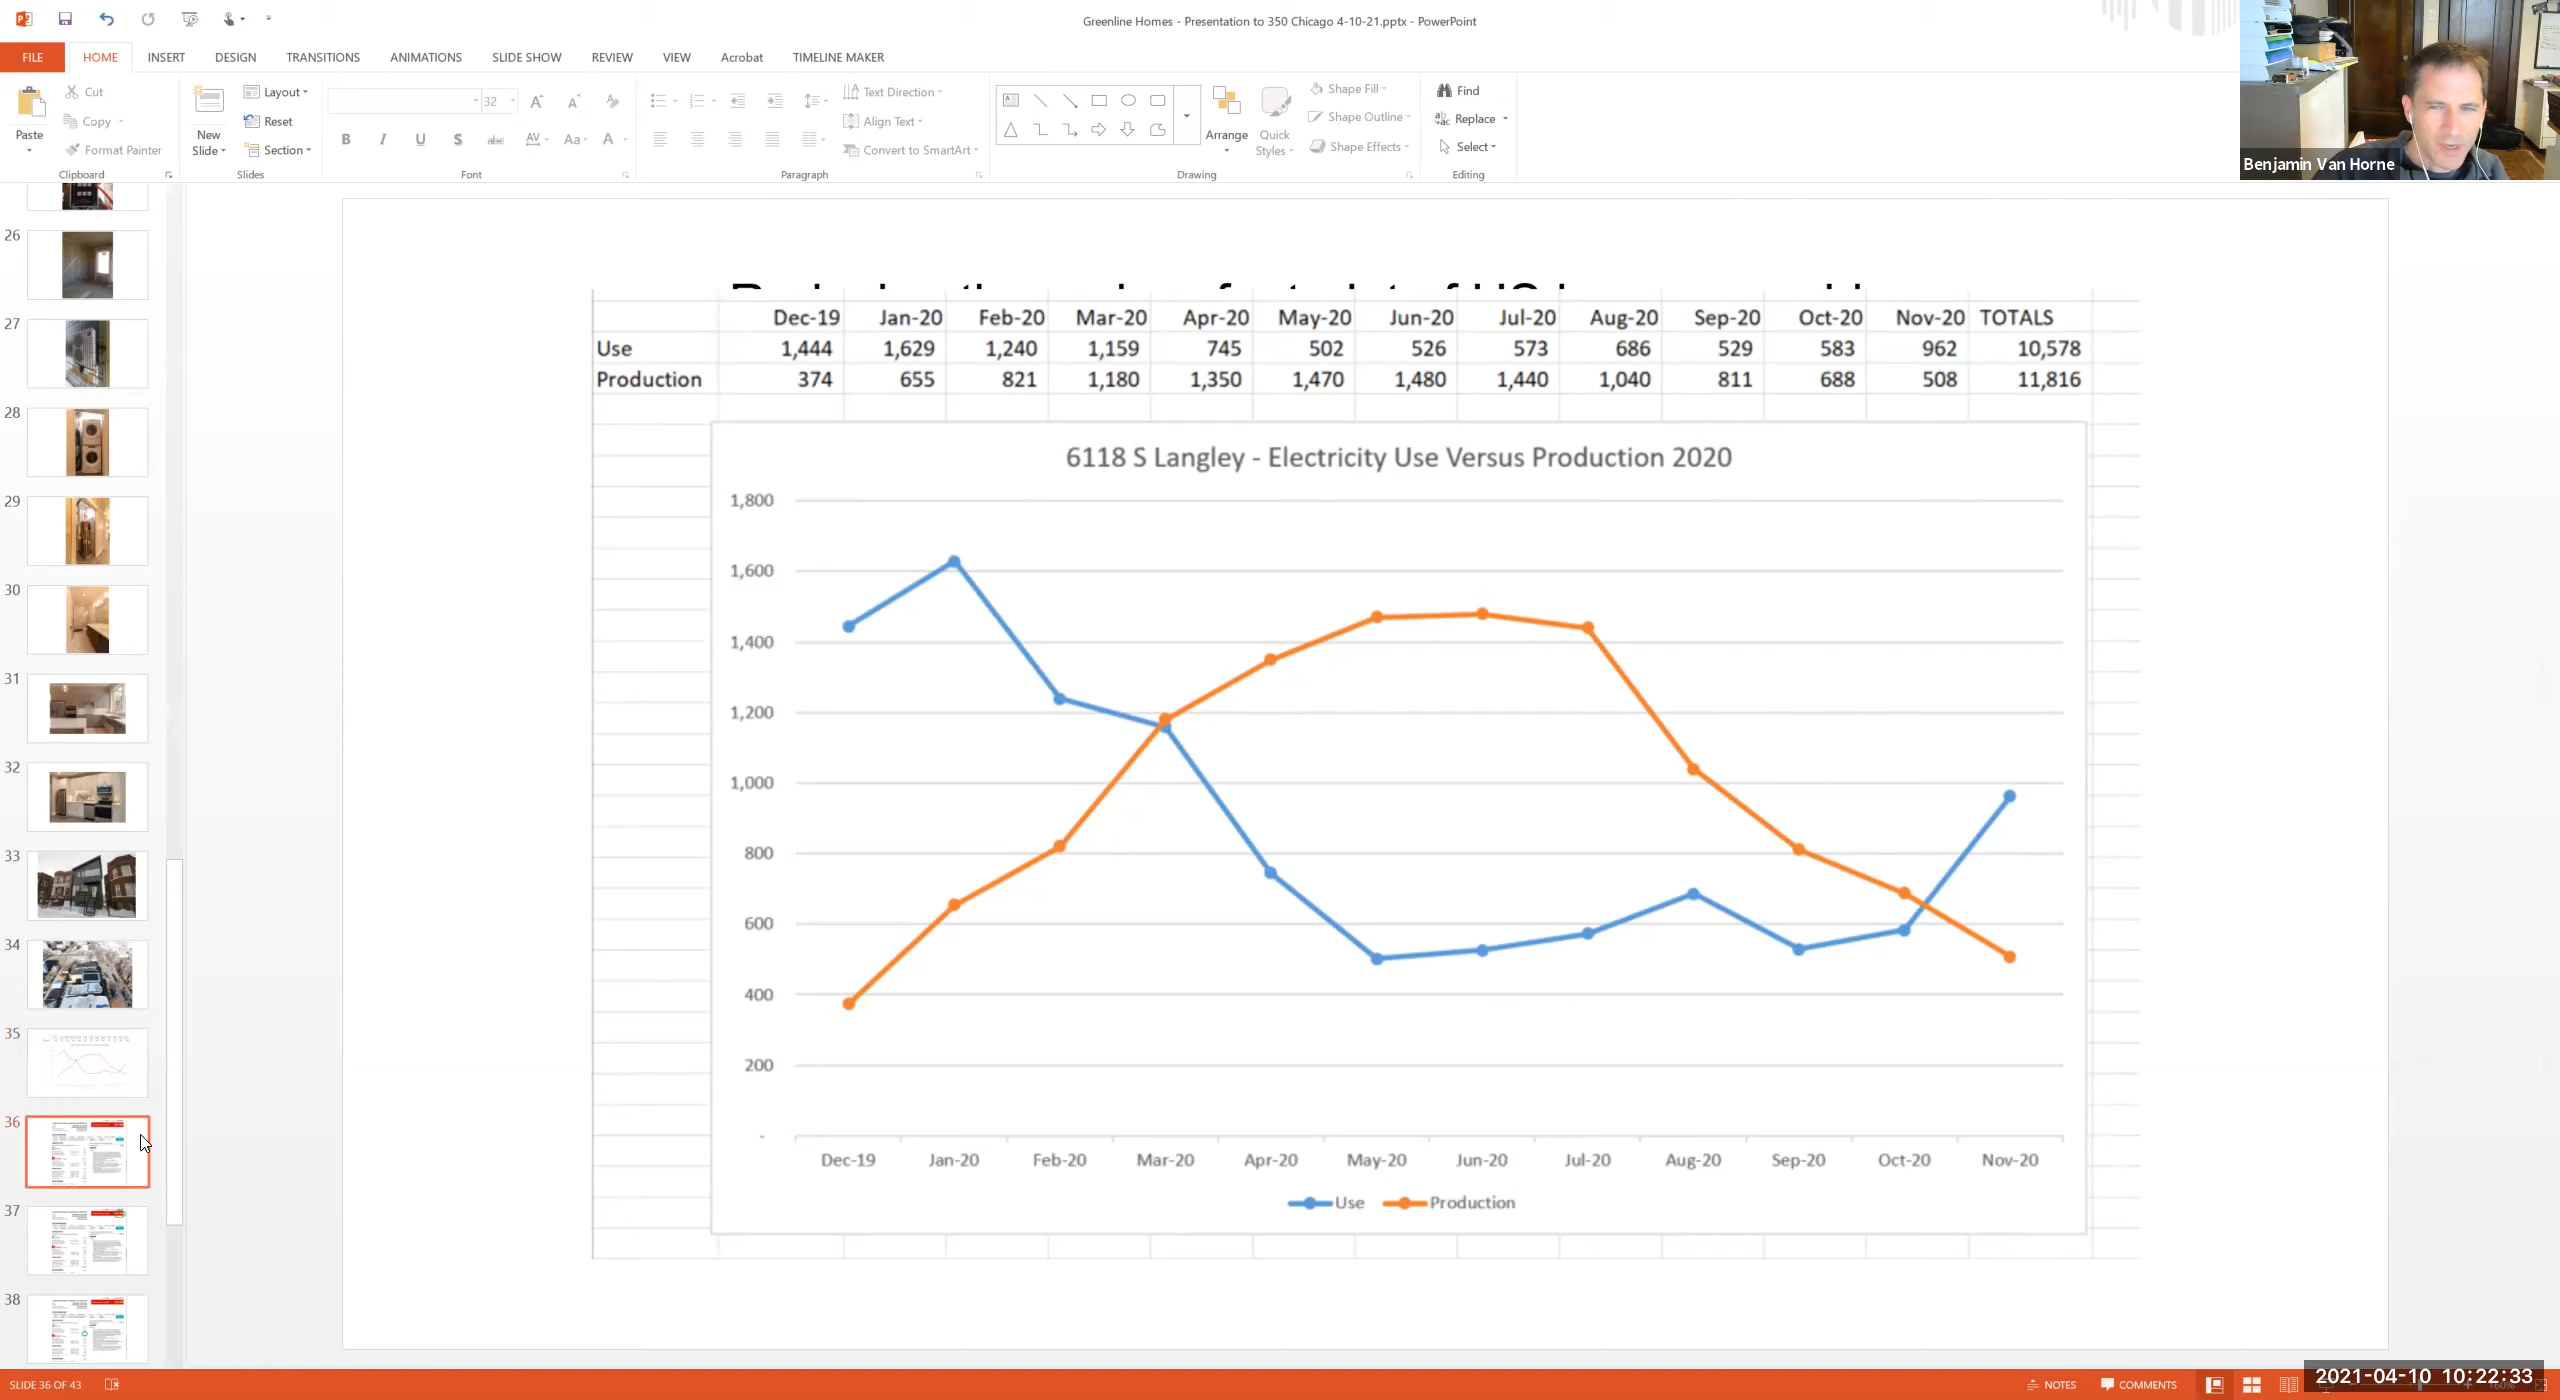 Greenline Homes - Presentation to 350 Chicago 4-10-21.pptx - PowerPoint
FILE HOME INSERT DESIGN TRANSITIONS ANIMATIONS SLIDE SHOW REVIEW VIEW Acrobat TIMELINE MAKER
Paste
Cut
Copy
Format Painter
Clipboard
New
Slide
Layout
Reset
Section
Slides
32
Font
Text Direction
Align Text
Convert to SmartArt
Paragraph
Arrange
Quick
Styles
Shape Fill
Shape Outline
Shape Effects
Drawing
Find
Replace
Select
Editing
Benjamin Van Horne
26
27
28
29
30
31
32
33
34
35
36
37
38
Dec-19 Jan-20 Feb-20 Mar-20 Apr-20 May-20 Jun-20 Jul-20 Aug-20 Sep-20 Oct-20 Nov-20 TOTALS
Use 1,444 1,629 1,240 1,159 745 502 526 573 686 529 583 962 10,578
Production 374 655 821 1,180 1,350 1,470 1,480 1,440 1,040 811 688 508 11,816
6118 S Langley - Electricity Use Versus Production 2020
1,800
1,600
1,400
1,200
1,000
800
600
400
200
-
Dec-19 Jan-20 Feb-20 Mar-20 Apr-20 May-20 Jun-20 Jul-20 Aug-20 Sep-20 Oct-20 Nov-20
Use Production
SLIDE 36 OF 43
NOTES COMMENTS
2021-04-10 10:22:33